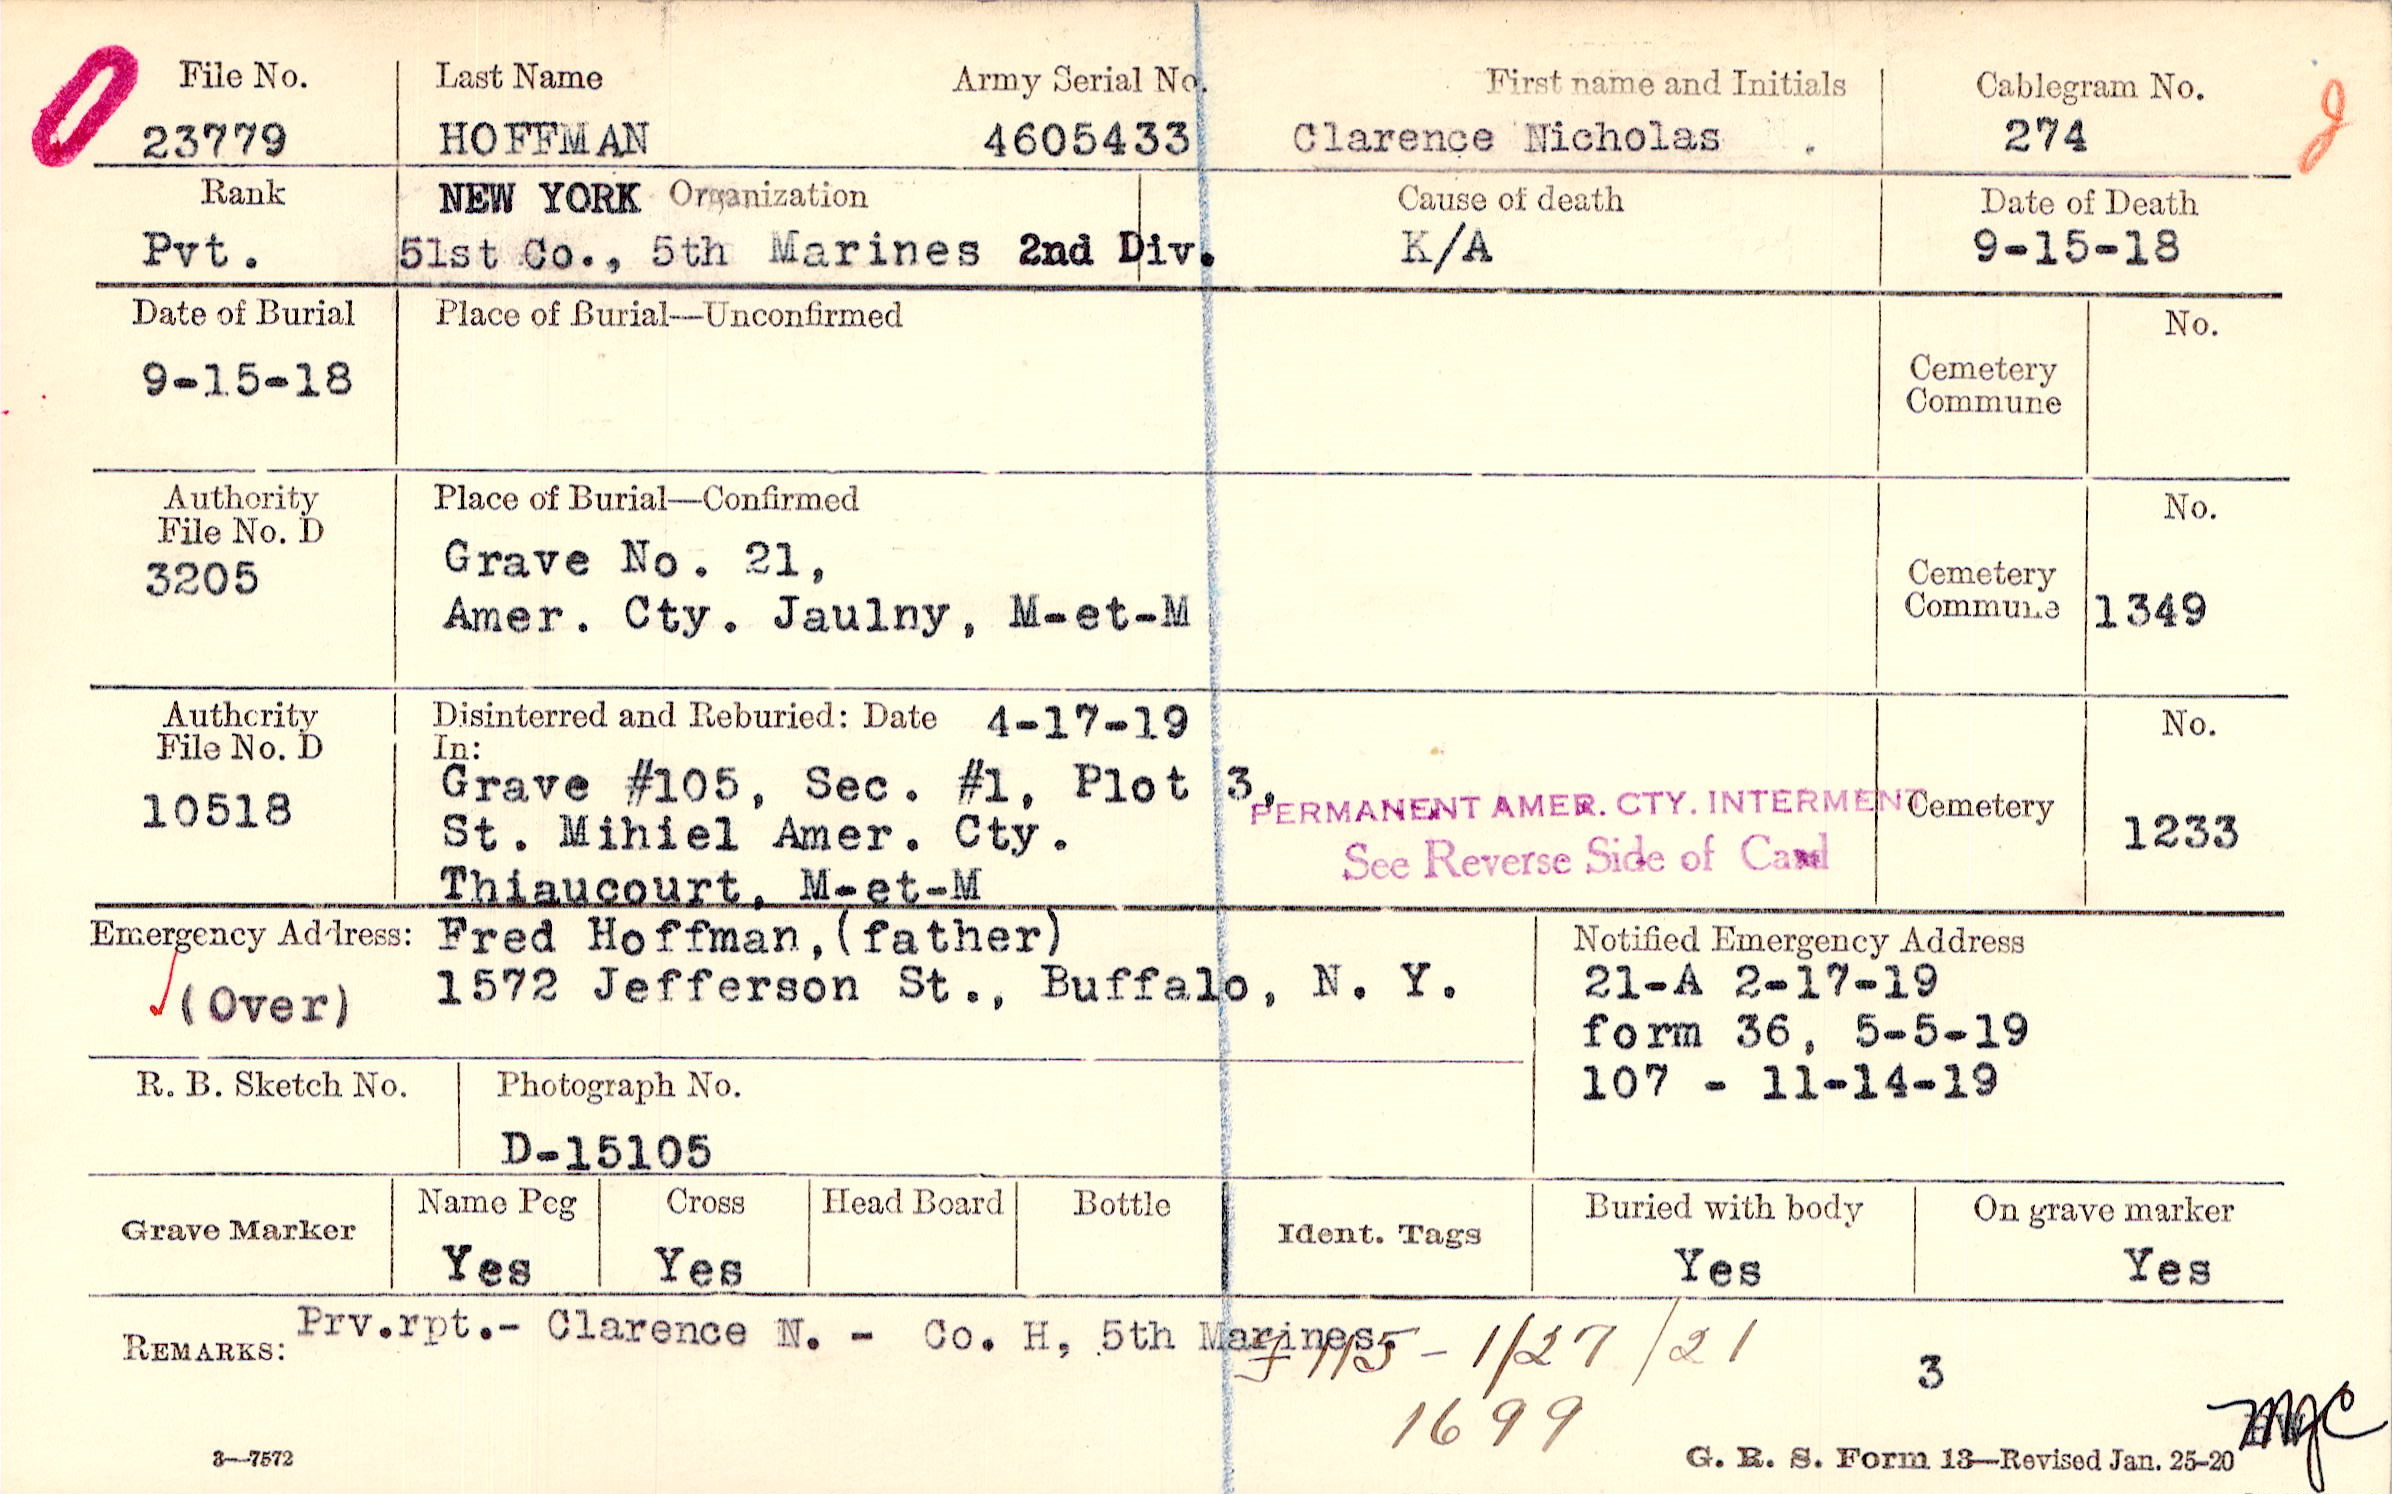 File No. Last Name Army Serial No. First name and Initials Cablegram No.
23779 HOFFMAN 4605433 Clarence Nicholas . 274
Rank NEW YORK Organization Cause of death Date of Death
Pvt. 51st Co., 5th Marines 2nd Div. K/A 9-15-18
Date of Burial Place of Burial—Unconfirmed No.
9-15-18 Cemetery
Commune
Authority Place of Burial—Confirmed No.
File No. D
3205 Grave No. 21, Cemetery
Amer. Cty. Jaulny, M-et-M Commune 1349
Authority Disinterred and Reburied: Date 4-17-19 No.
File No. D In:
10518 Grave #105, Sec. #1, Plot 3, PERMANENT AMER. CTY. INTERMENT Cemetery
St. Mihiel Amer. Cty. See Reverse Side of Card 1233
Thiaucourt, M-et-M
Emergency Address: Fred Hoffman,(father) Notified Emergency Address
(Over) 1572 Jefferson St., Buffalo, N. Y. 21-A 2-17-19
form 36, 5-5-19
107 - 11-14-19
R. B. Sketch No. Photograph No.
D-15105
Grave Marker Name Peg Cross Head Board Bottle Ident. Tags Buried with body On grave marker
Yes Yes Yes Yes
REMARKS: Prv.rpt.- Clarence N. - Co. H, 5th Marines.
115 - 1/27/21 3
1699
3—7572 G. R. S. Form 13—Revised Jan. 25-20